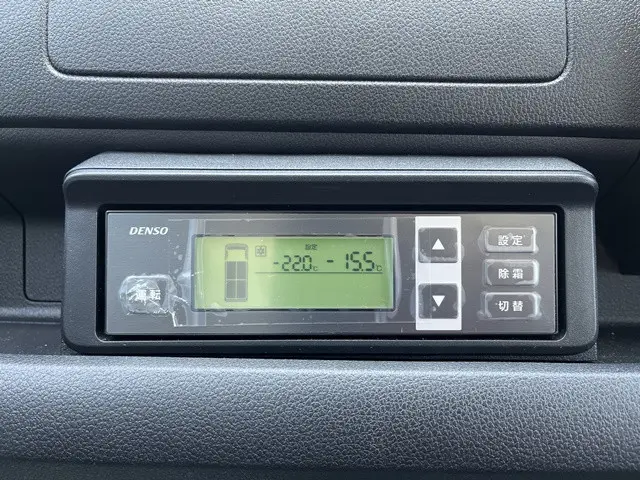 DENSO
設定
-22.0℃ -15.5℃
運転
▲
▼
設定
除霜
切替